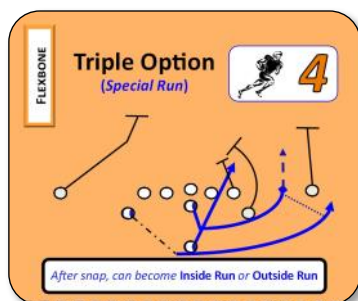 FLEXBONE
Triple Option
(Special Run)
4
After snap, can become Inside Run or Outside Run